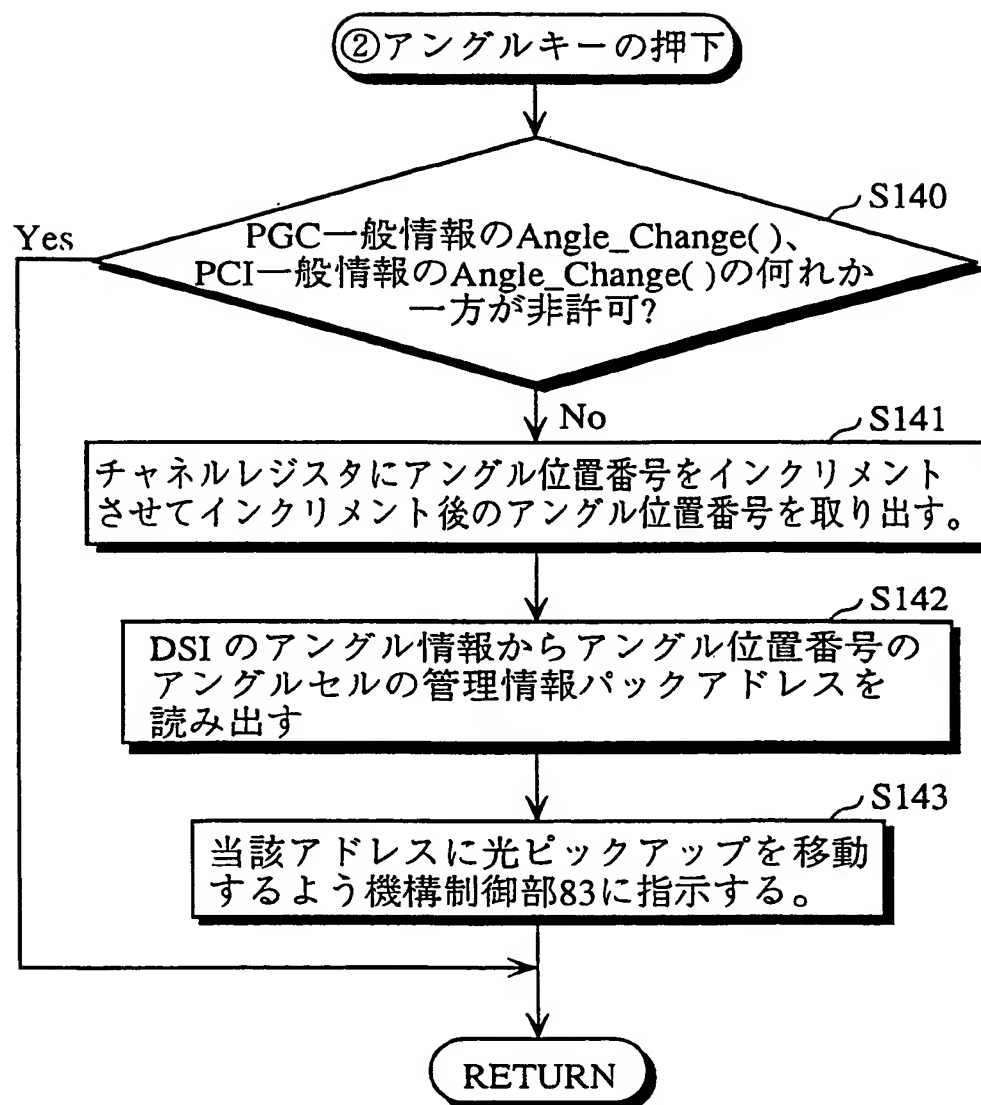 ②アングルキーの押下
S140
Yes
PGC一般情報のAngle_Change( )、
PCI一般情報のAngle_Change( )の何れか
一方が非許可?
No
S141
チャネルレジスタにアングル位置番号をインクリメント
させてインクリメント後のアングル位置番号を取り出す。
S142
DSI のアングル情報からアングル位置番号の
アングルセルの管理情報パックアドレスを
読み出す
S143
当該アドレスに光ピックアップを移動
するよう機構制御部83に指示する。
RETURN